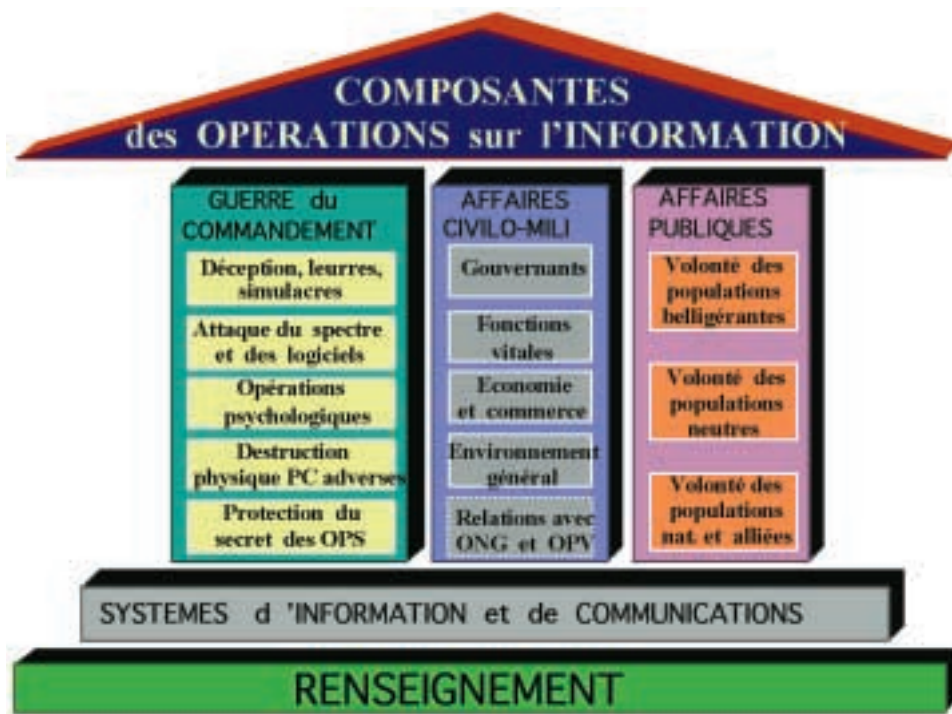 COMPOSANTES
des OPERATIONS sur l'INFORMATION
GUERRE du
COMMANDEMENT
Déception, leurres,
simulacres
Attaque du spectre
et des logiciels
Opérations
psychologiques
Destruction
physique PC adverses
Protection du
secret des OPS
AFFAIRES
CIVILO-MILI
Gouvernants
Fonctions
vitales
Economie
et commerce
Environnement
général
Relations avec
ONG et OPV
AFFAIRES
PUBLIQUES
Volonté des
populations
belligérantes
Volonté des
populations
neutres
Volonté des
populations
nat. et alliées
SYSTEMES d 'INFORMATION et de COMMUNICATIONS
RENSEIGNEMENT